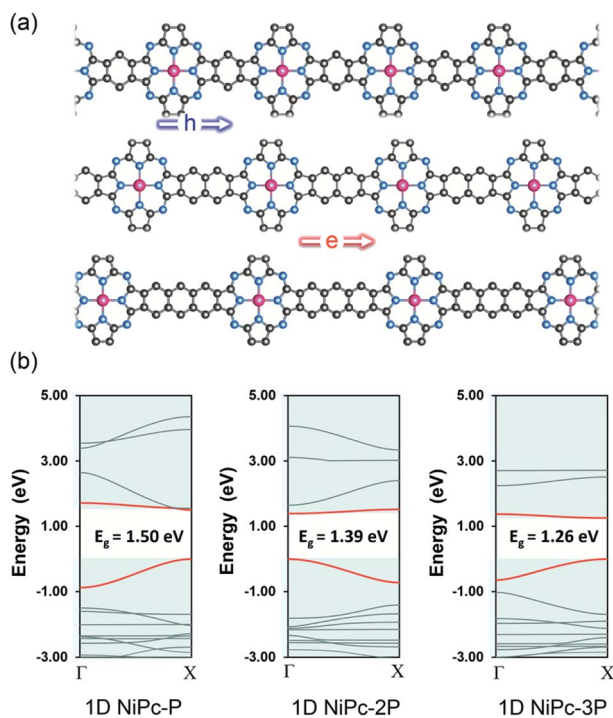 (a)
h
e
(b)
5.00
3.00
1.00
-1.00
-3.00
Energy (eV)
E_g = 1.50 eV
Γ
X
1D NiPc-P
5.00
3.00
1.00
-1.00
-3.00
Energy (eV)
E_g = 1.39 eV
Γ
X
1D NiPc-2P
5.00
3.00
1.00
-1.00
-3.00
Energy (eV)
E_g = 1.26 eV
Γ
X
1D NiPc-3P